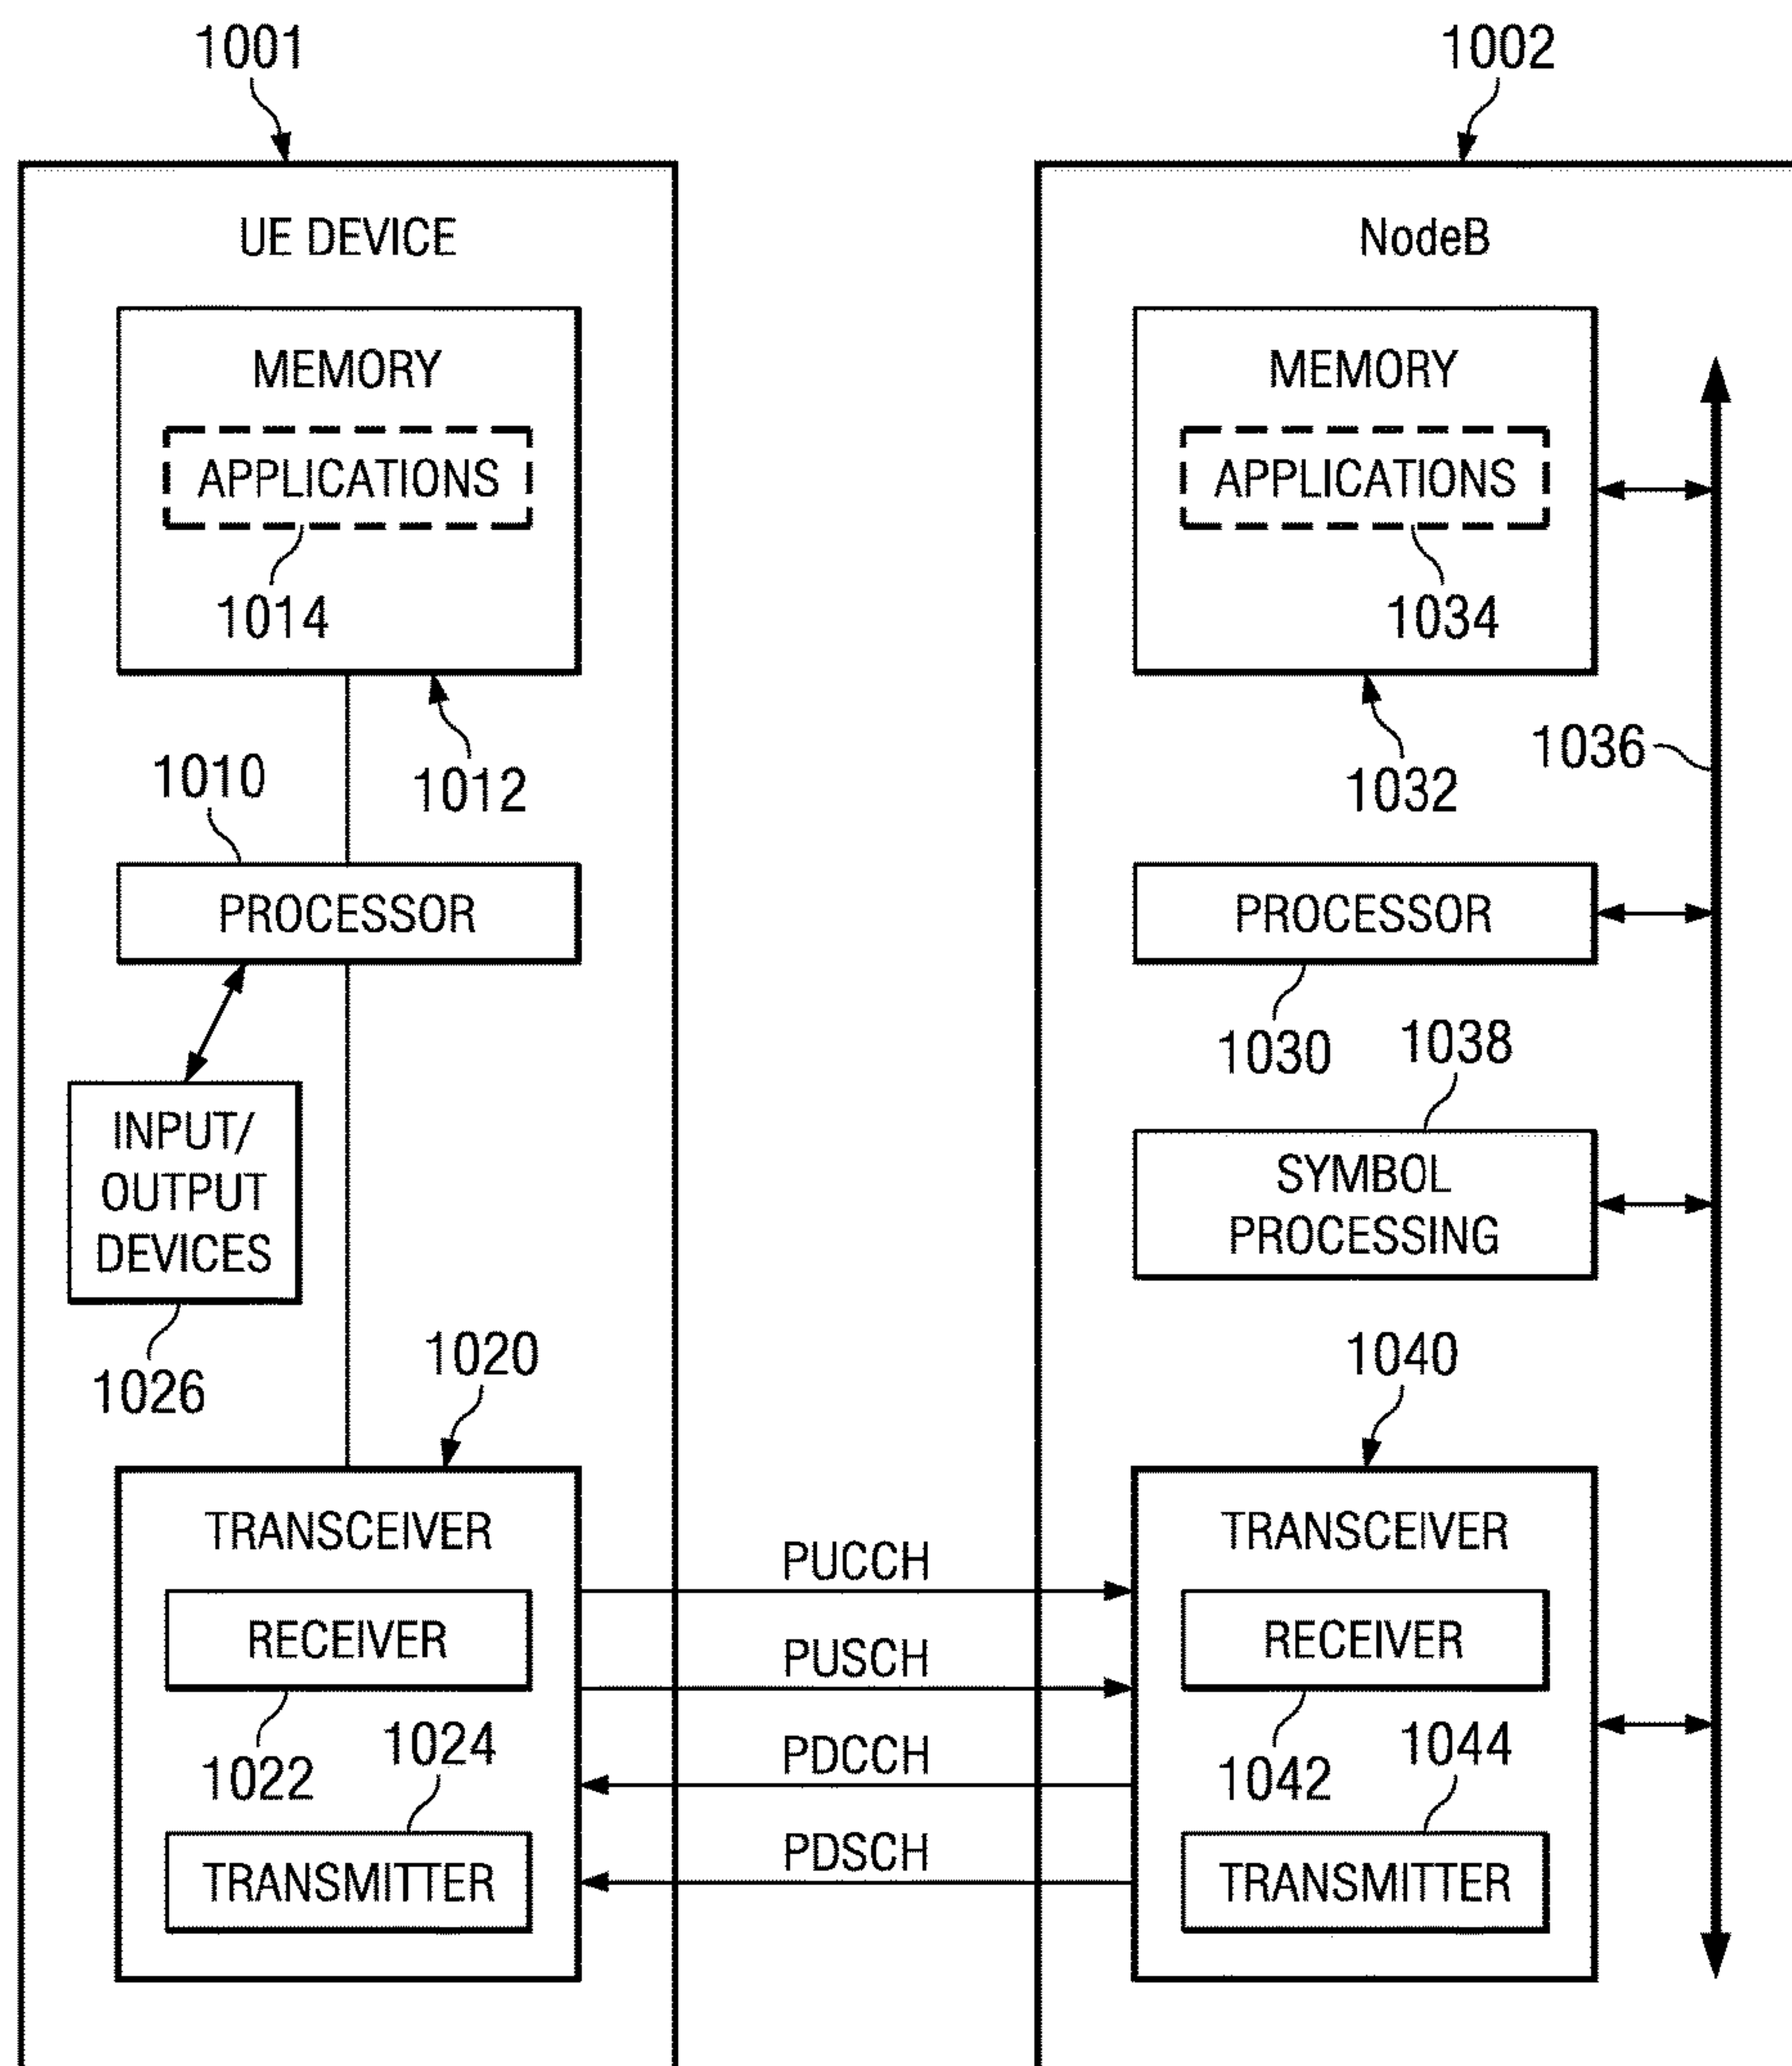 1001
1002
UE DEVICE
NodeB
MEMORY
APPLICATIONS
1014
1012
1010
PROCESSOR
INPUT/
OUTPUT
DEVICES
1026
1020
TRANSCEIVER
RECEIVER
1022
1024
TRANSMITTER
PUCCH
PUSCH
PDCCH
PDSCH
MEMORY
APPLICATIONS
1034
1032
1036
PROCESSOR
1030
1038
SYMBOL
PROCESSING
1040
TRANSCEIVER
RECEIVER
1042
1044
TRANSMITTER